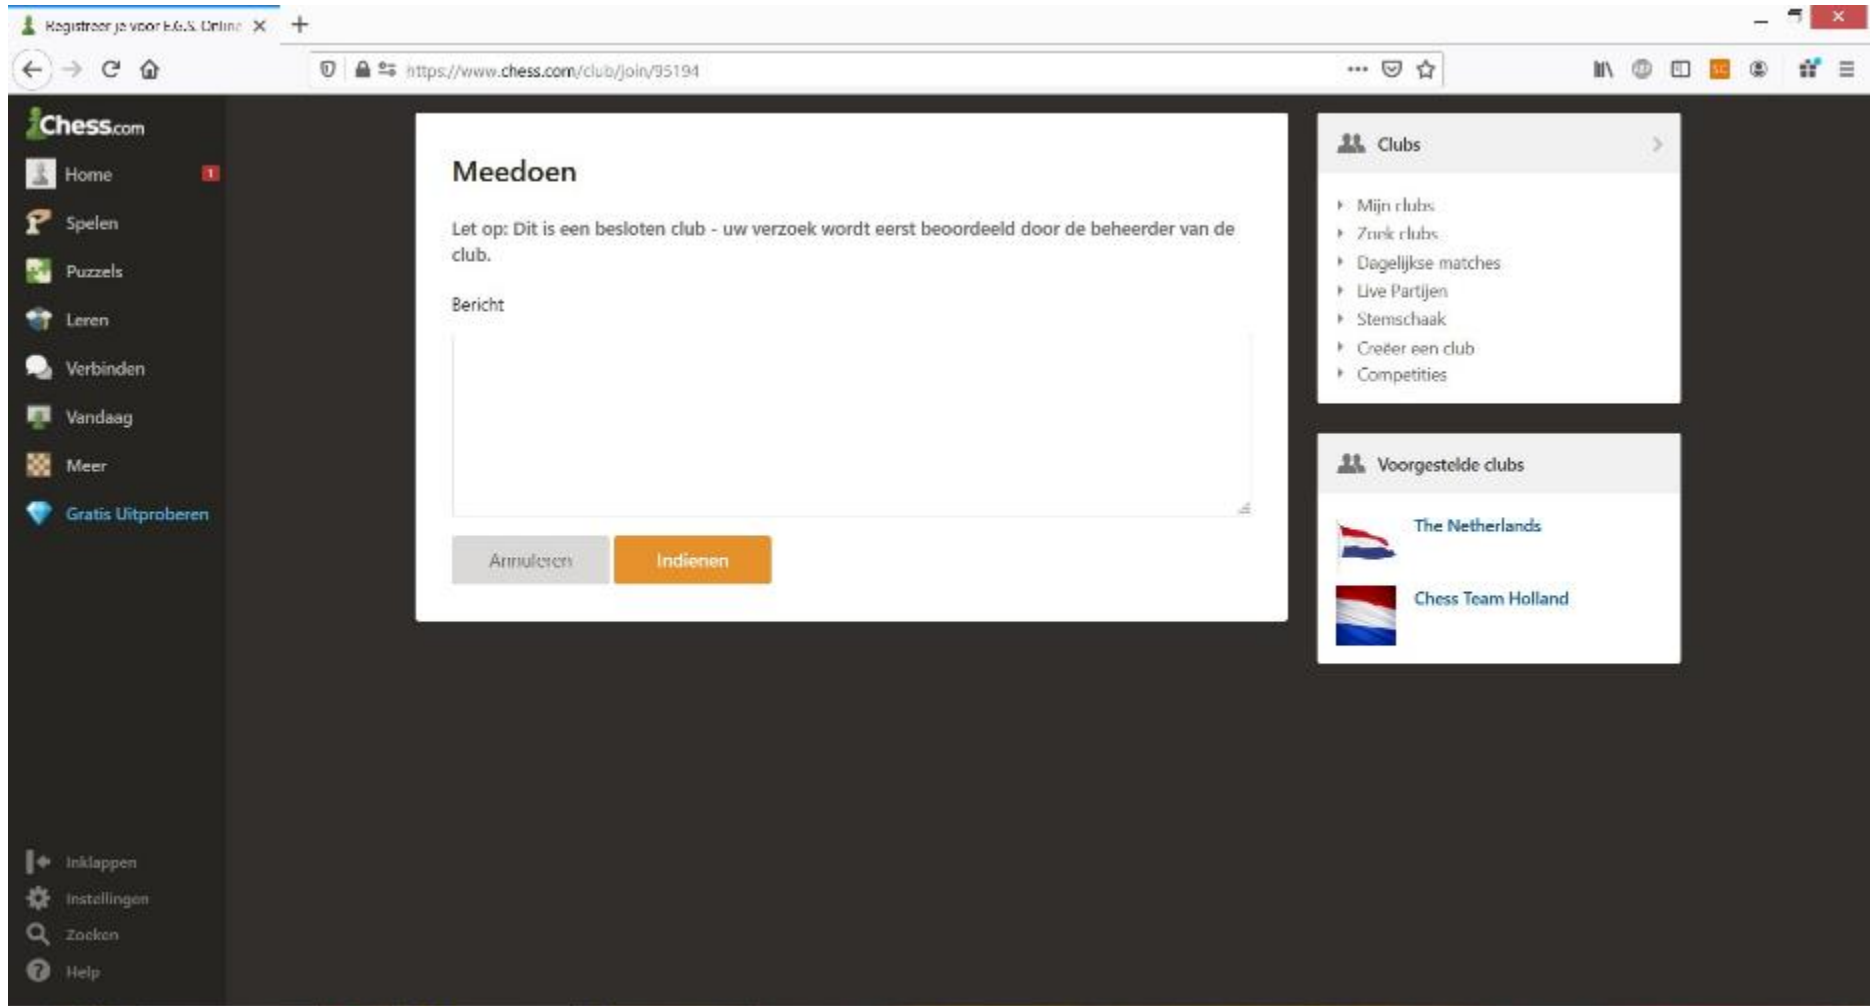 Registreer je voor E.G.S. Online
https://www.chess.com/club/join/95194
Chess.com
Home 1
Spelen
Puzzels
Leren
Verbinden
Vandaag
Meer
Gratis Uitproberen
Inklappen
Instellingen
Zoeken
Help
Meedoen
Let op: Dit is een besloten club - uw verzoek wordt eerst beoordeeld door de beheerder van de
club.
Bericht
Annuleren Indienen
Clubs
Mijn clubs
Zoek clubs
Dagelijkse matches
Live Partijen
Stemschaak
Creëer een club
Competities
Voorgestelde clubs
The Netherlands
Chess Team Holland